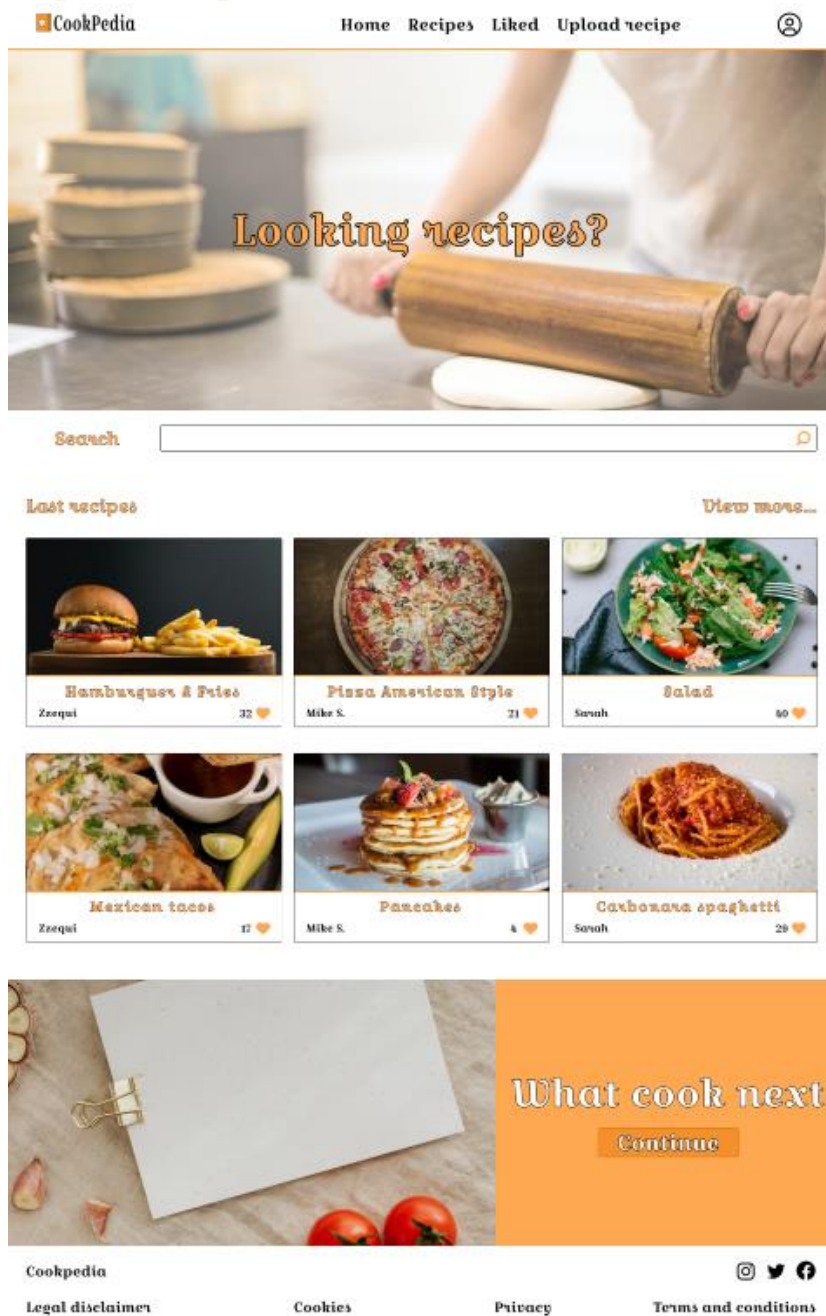 CookPedia Home Recipes Liked Upload recipe
Looking recipes?
Search
Last recipes View more...
Hamburguer & Fries Pizza American Style Salad
Zzequi 32 Mike S. 21 Sarah 40
Mexican tacos Pancakes Carbonara spaghetti
Zzequi 17 Mike S. 4 Sarah 29
What cook next
Continue
Cookpedia
Legal disclaimer Cookies Privacy Terms and conditions